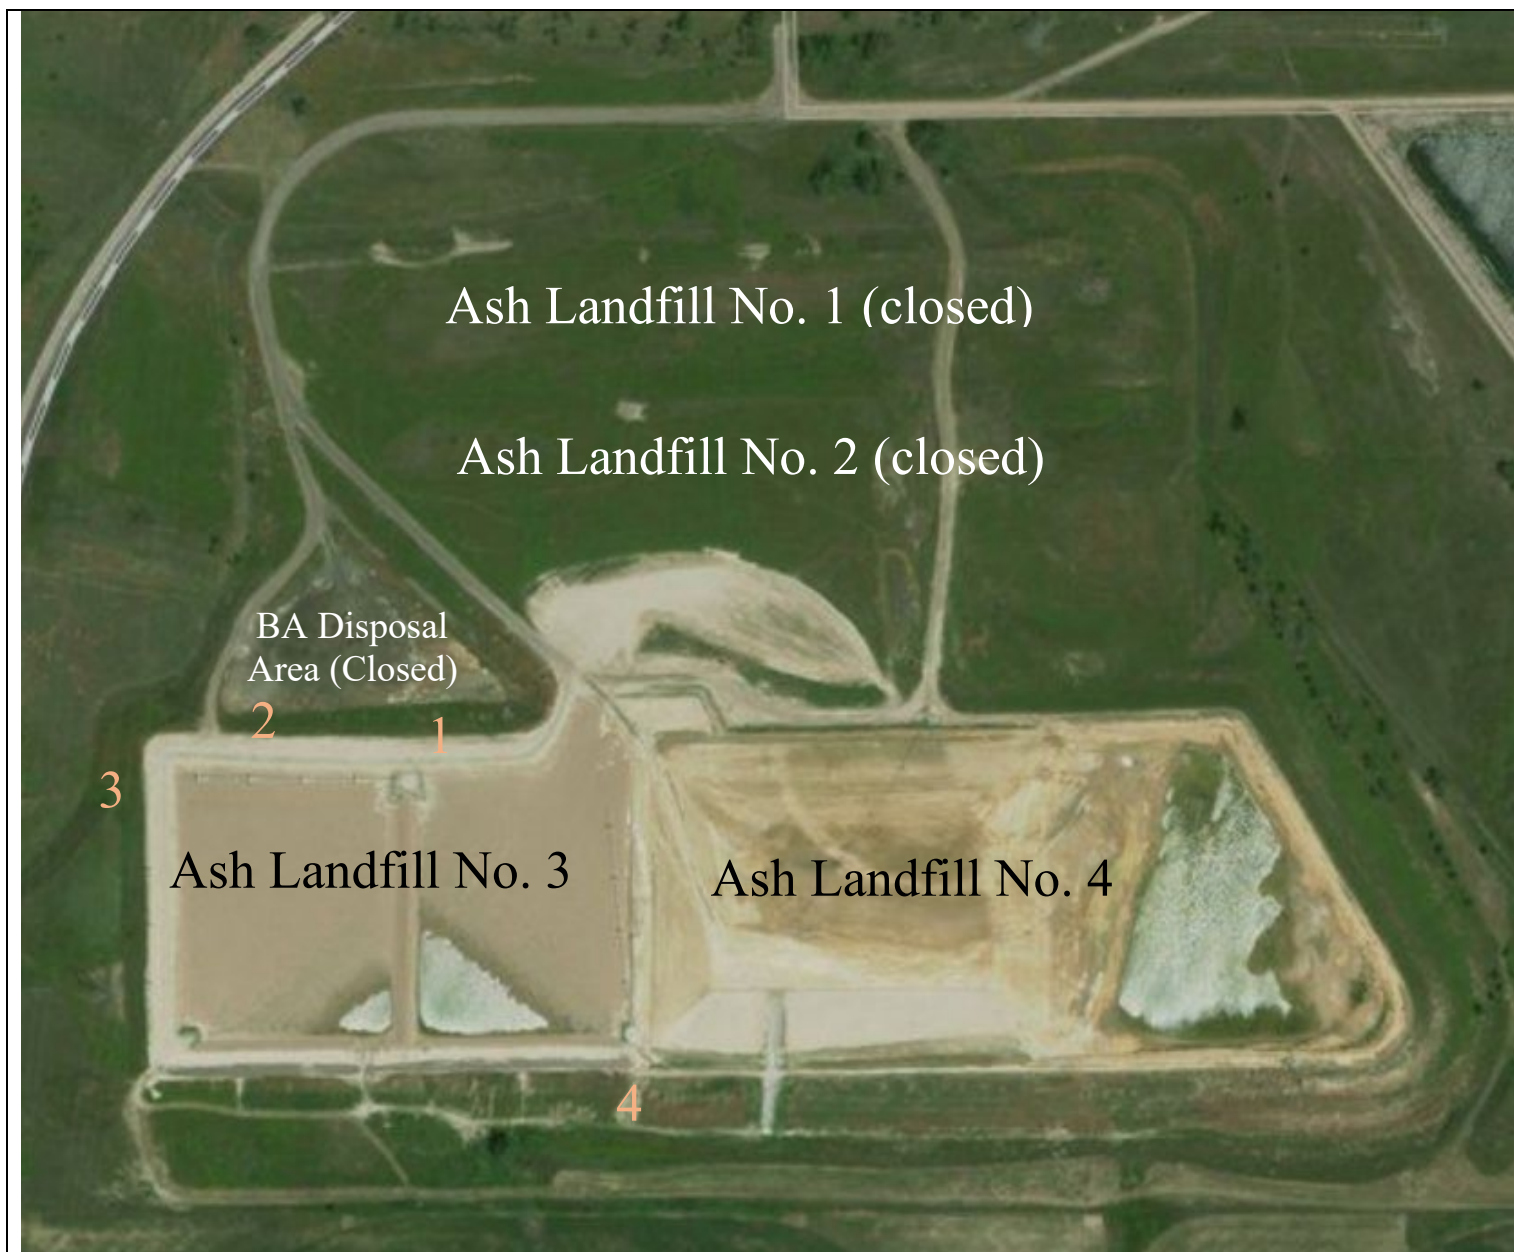 Ash Landfill No. 1 (closed)
Ash Landfill No. 2 (closed)
BA Disposal
Area (Closed)
2
1
3
Ash Landfill No. 3
Ash Landfill No. 4
4